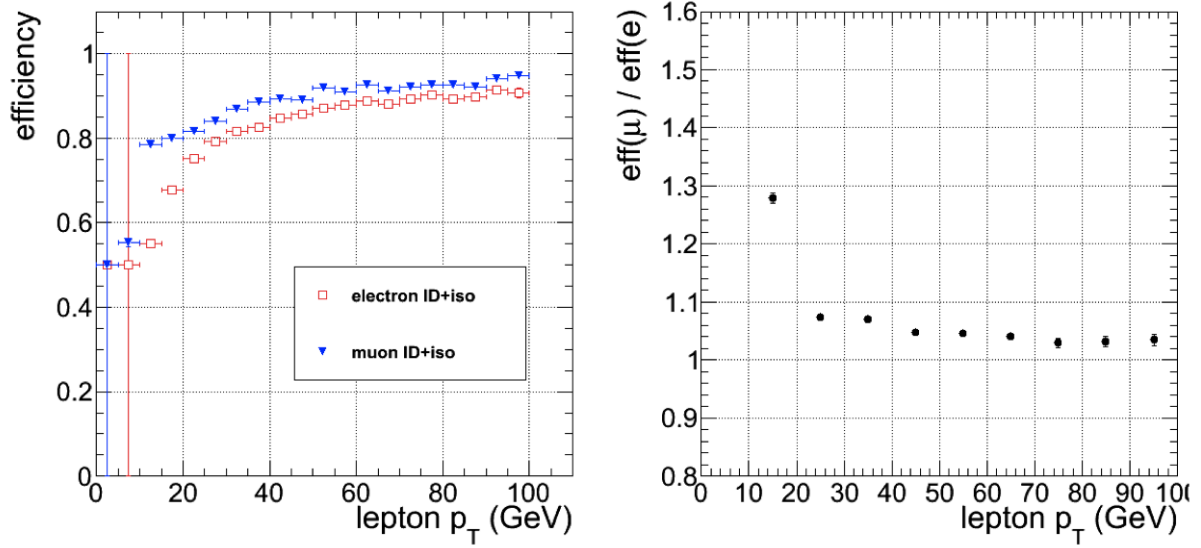 efficiency
1
0.8
0.6
0.4
0.2
0
0 20 40 60 80 100
lepton p_T (GeV)
electron ID+iso
muon ID+iso
eff(μ) / eff(e)
1.6
1.5
1.4
1.3
1.2
1.1
1
0.9
0.8
0 10 20 30 40 50 60 70 80 90 10
lepton p_T (GeV)